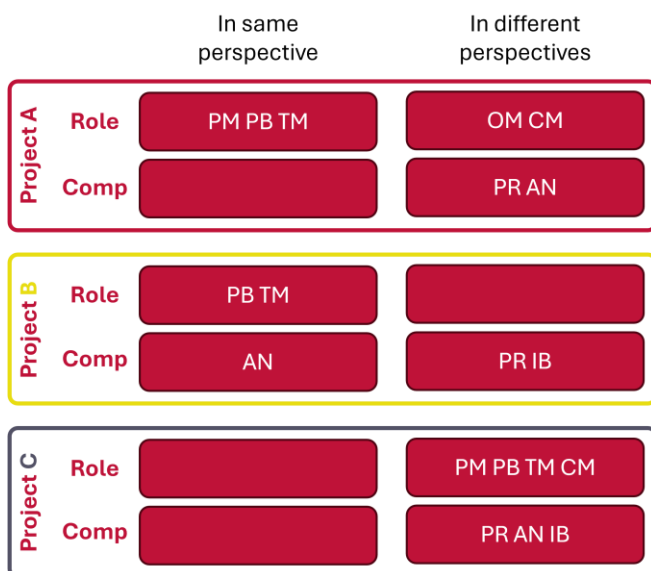 In same
perspective
In different
perspectives
Project A
Role
PM PB TM
OM CM
Comp
PR AN
Project B
Role
PB TM
Comp
AN
PR IB
Project C
Role
PM PB TM CM
Comp
PR AN IB